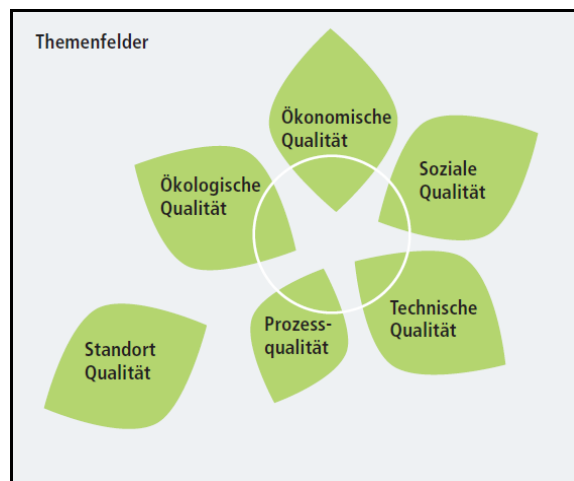 Themenfelder
Ökonomische
Qualität
Soziale
Qualität
Ökologische
Qualität
Technische
Qualität
Prozess-
qualität
Standort
Qualität